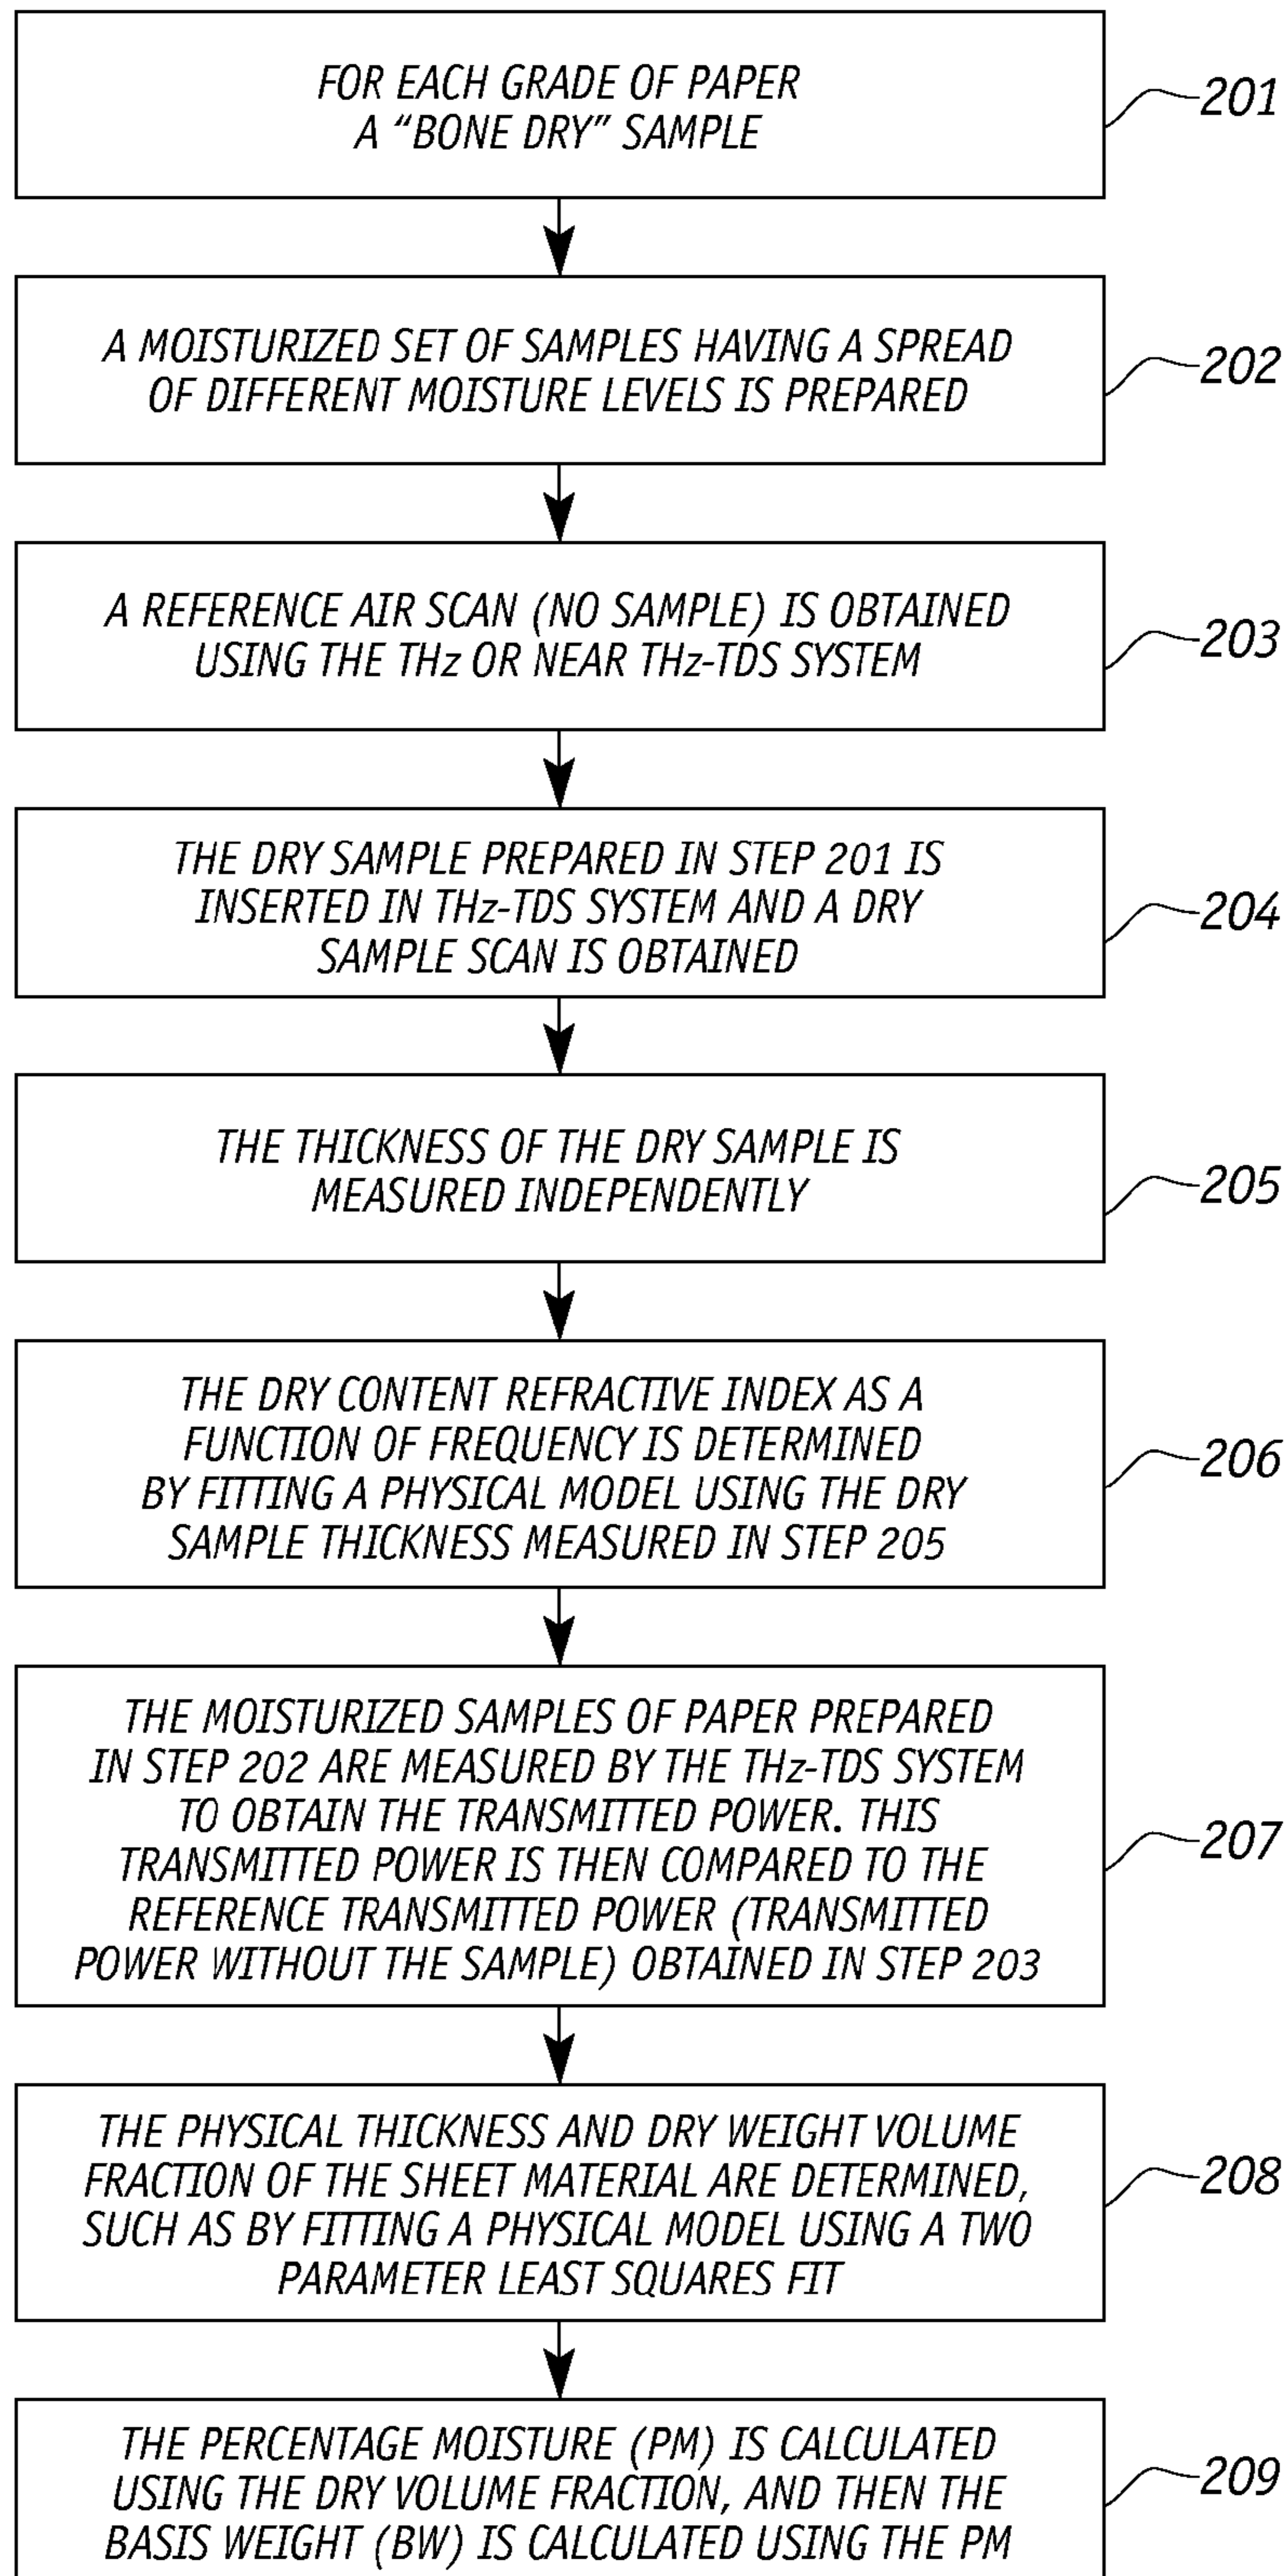 FOR EACH GRADE OF PAPER
A “BONE DRY” SAMPLE
201
A MOISTURIZED SET OF SAMPLES HAVING A SPREAD
OF DIFFERENT MOISTURE LEVELS IS PREPARED
202
A REFERENCE AIR SCAN (NO SAMPLE) IS OBTAINED
USING THE THz OR NEAR THz-TDS SYSTEM
203
THE DRY SAMPLE PREPARED IN STEP 201 IS
INSERTED IN THz-TDS SYSTEM AND A DRY
SAMPLE SCAN IS OBTAINED
204
THE THICKNESS OF THE DRY SAMPLE IS
MEASURED INDEPENDENTLY
205
THE DRY CONTENT REFRACTIVE INDEX AS A
FUNCTION OF FREQUENCY IS DETERMINED
BY FITTING A PHYSICAL MODEL USING THE DRY
SAMPLE THICKNESS MEASURED IN STEP 205
206
THE MOISTURIZED SAMPLES OF PAPER PREPARED
IN STEP 202 ARE MEASURED BY THE THz-TDS SYSTEM
TO OBTAIN THE TRANSMITTED POWER. THIS
TRANSMITTED POWER IS THEN COMPARED TO THE
REFERENCE TRANSMITTED POWER (TRANSMITTED
POWER WITHOUT THE SAMPLE) OBTAINED IN STEP 203
207
THE PHYSICAL THICKNESS AND DRY WEIGHT VOLUME
FRACTION OF THE SHEET MATERIAL ARE DETERMINED,
SUCH AS BY FITTING A PHYSICAL MODEL USING A TWO
PARAMETER LEAST SQUARES FIT
208
THE PERCENTAGE MOISTURE (PM) IS CALCULATED
USING THE DRY VOLUME FRACTION, AND THEN THE
BASIS WEIGHT (BW) IS CALCULATED USING THE PM
209